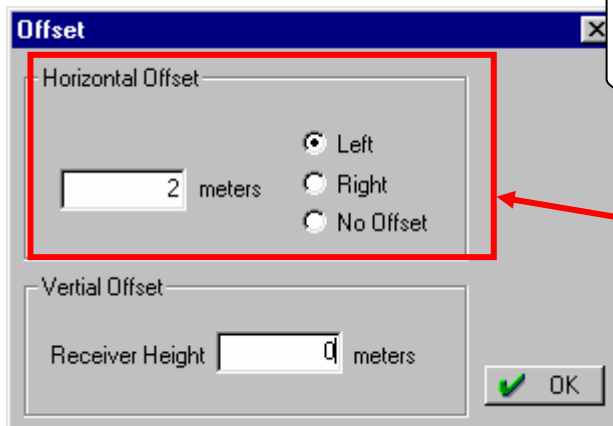 Offset
Horizontal Offset
Left
2 meters
Right
No Offset
Vertial Offset
Receiver Height 0 meters
OK